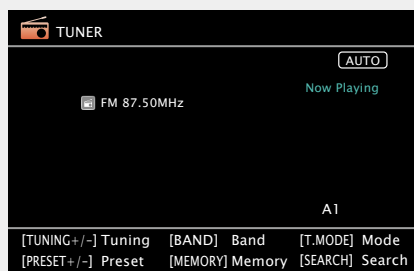 TUNER
AUTO
Now Playing
FM 87.50MHz
A1
[TUNING+/-] Tuning [BAND] Band [T.MODE] Mode
[PRESET+/-] Preset [MEMORY] Memory [SEARCH] Search